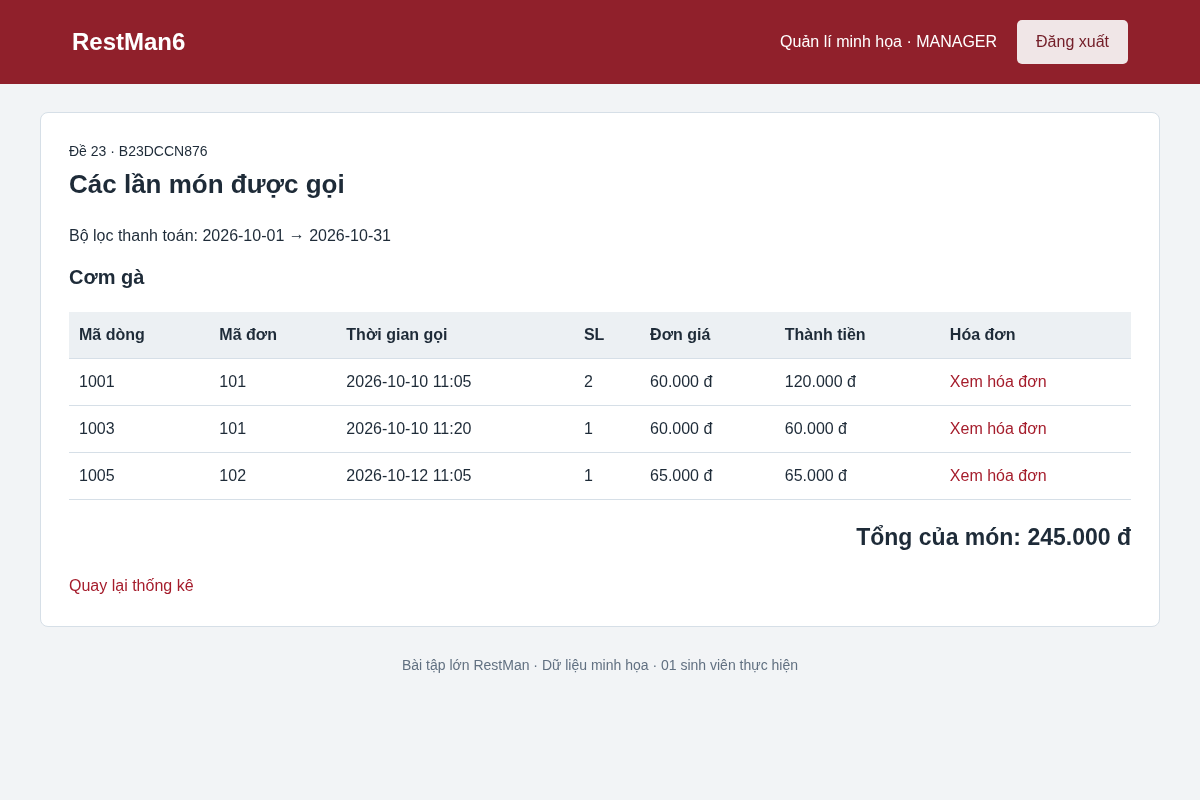 RestMan6
Quản lí minh họa · MANAGER
Đăng xuất
Đề 23 · B23DCCN876
Các lần món được gọi
Bộ lọc thanh toán: 2026-10-01 → 2026-10-31
Cơm gà
Mã dòng Mã đơn Thời gian gọi SL Đơn giá Thành tiền Hóa đơn
1001 101 2026-10-10 11:05 2 60.000 đ 120.000 đ Xem hóa đơn
1003 101 2026-10-10 11:20 1 60.000 đ 60.000 đ Xem hóa đơn
1005 102 2026-10-12 11:05 1 65.000 đ 65.000 đ Xem hóa đơn
Tổng của món: 245.000 đ
Quay lại thống kê
Bài tập lớn RestMan · Dữ liệu minh họa · 01 sinh viên thực hiện